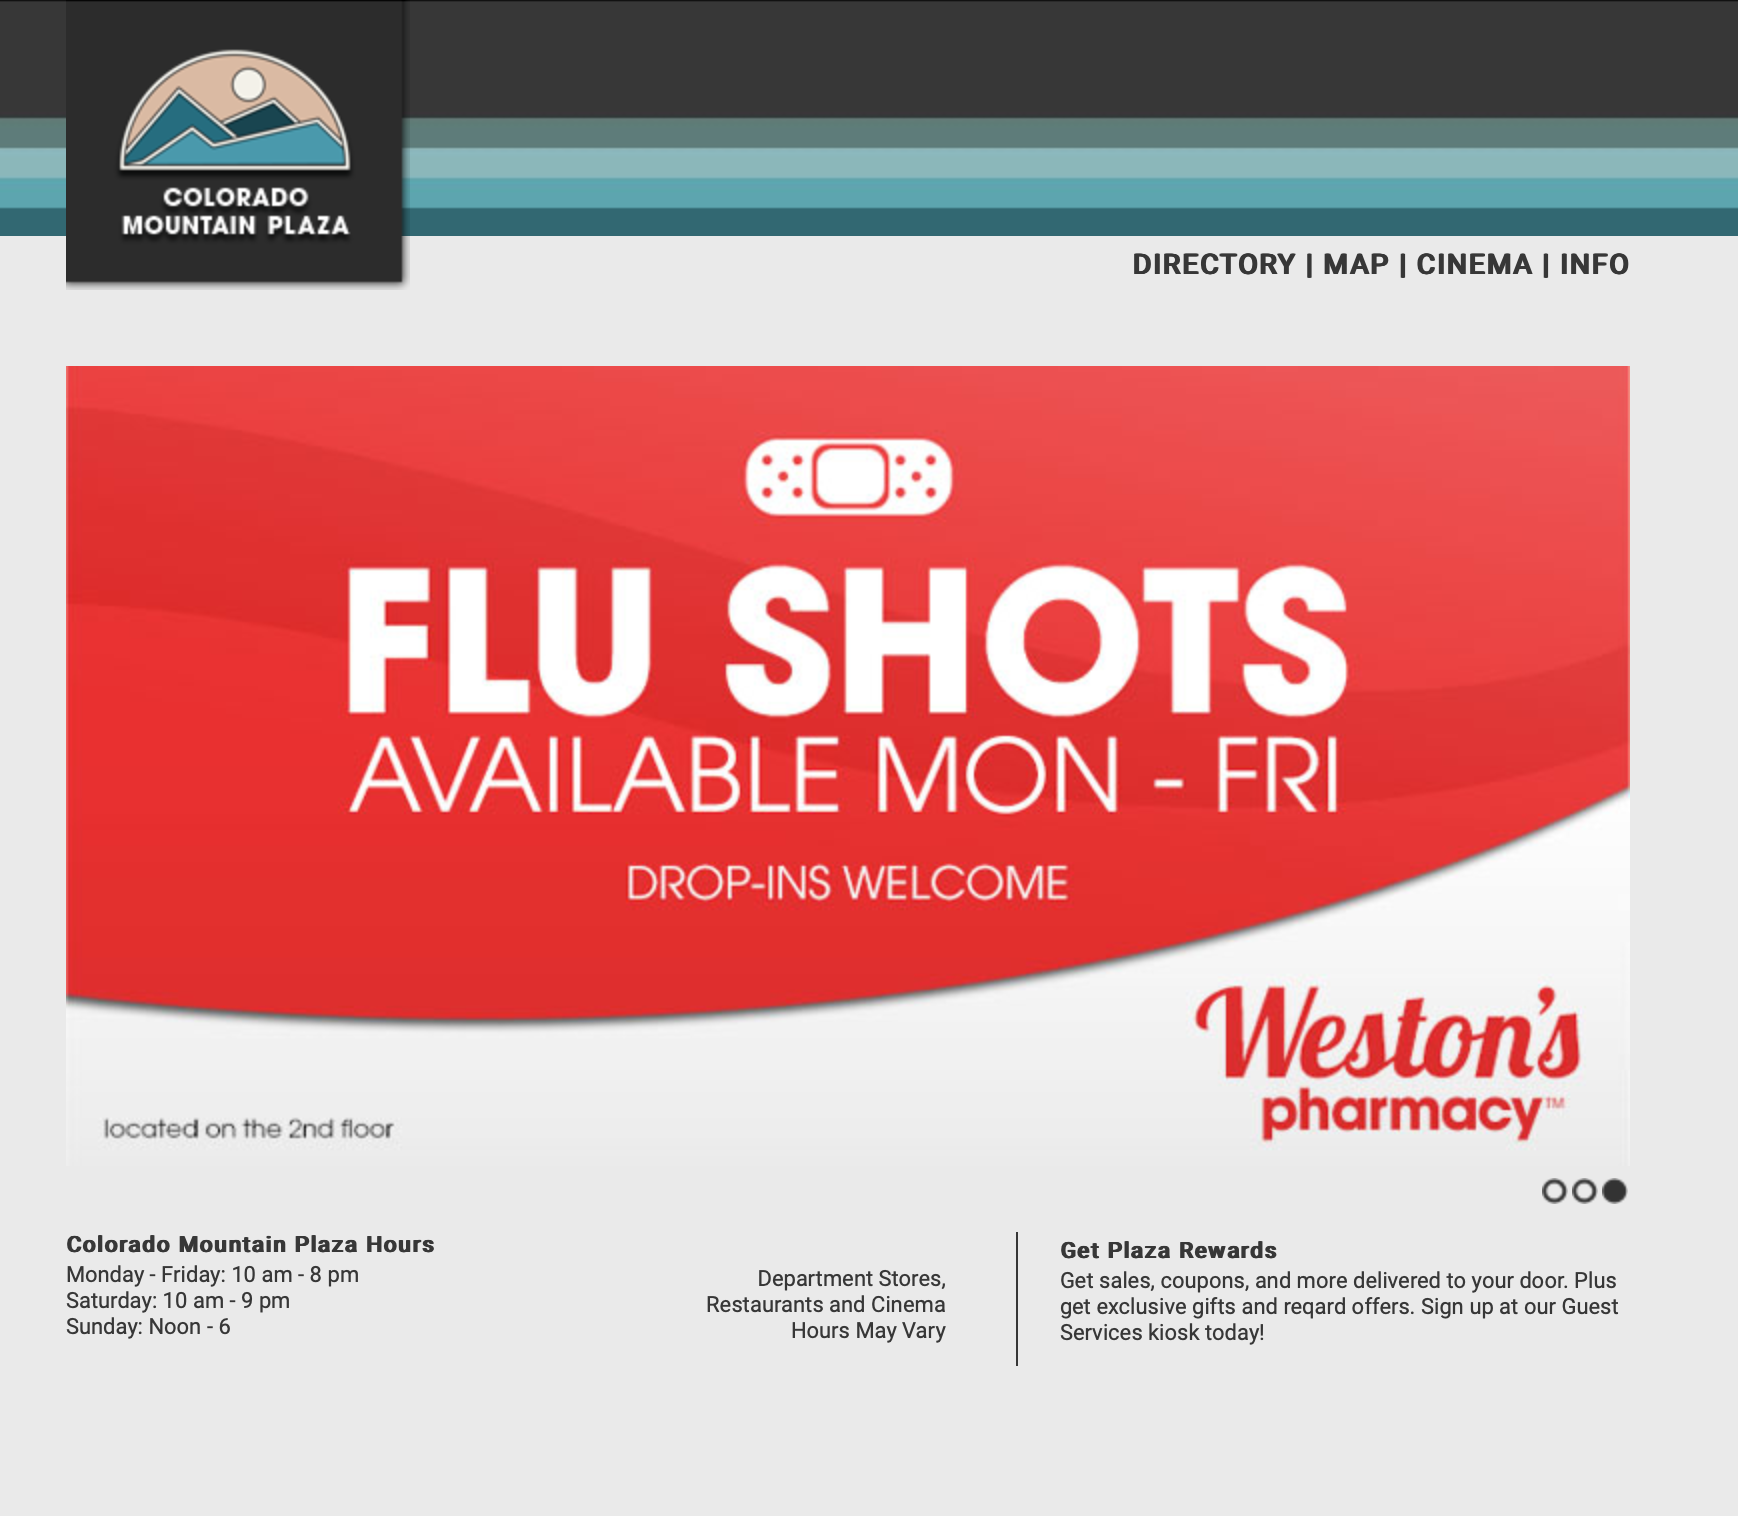 COLORADO
MOUNTAIN PLAZA
DIRECTORY | MAP | CINEMA | INFO
FLU SHOTS
AVAILABLE MON - FRI
DROP-INS WELCOME
Weston's
pharmacy™
located on the 2nd floor
Colorado Mountain Plaza Hours
Monday - Friday: 10 am - 8 pm
Saturday: 10 am - 9 pm
Sunday: Noon - 6
Department Stores,
Restaurants and Cinema
Hours May Vary
Get Plaza Rewards
Get sales, coupons, and more delivered to your door. Plus
get exclusive gifts and reqard offers. Sign up at our Guest
Services kiosk today!